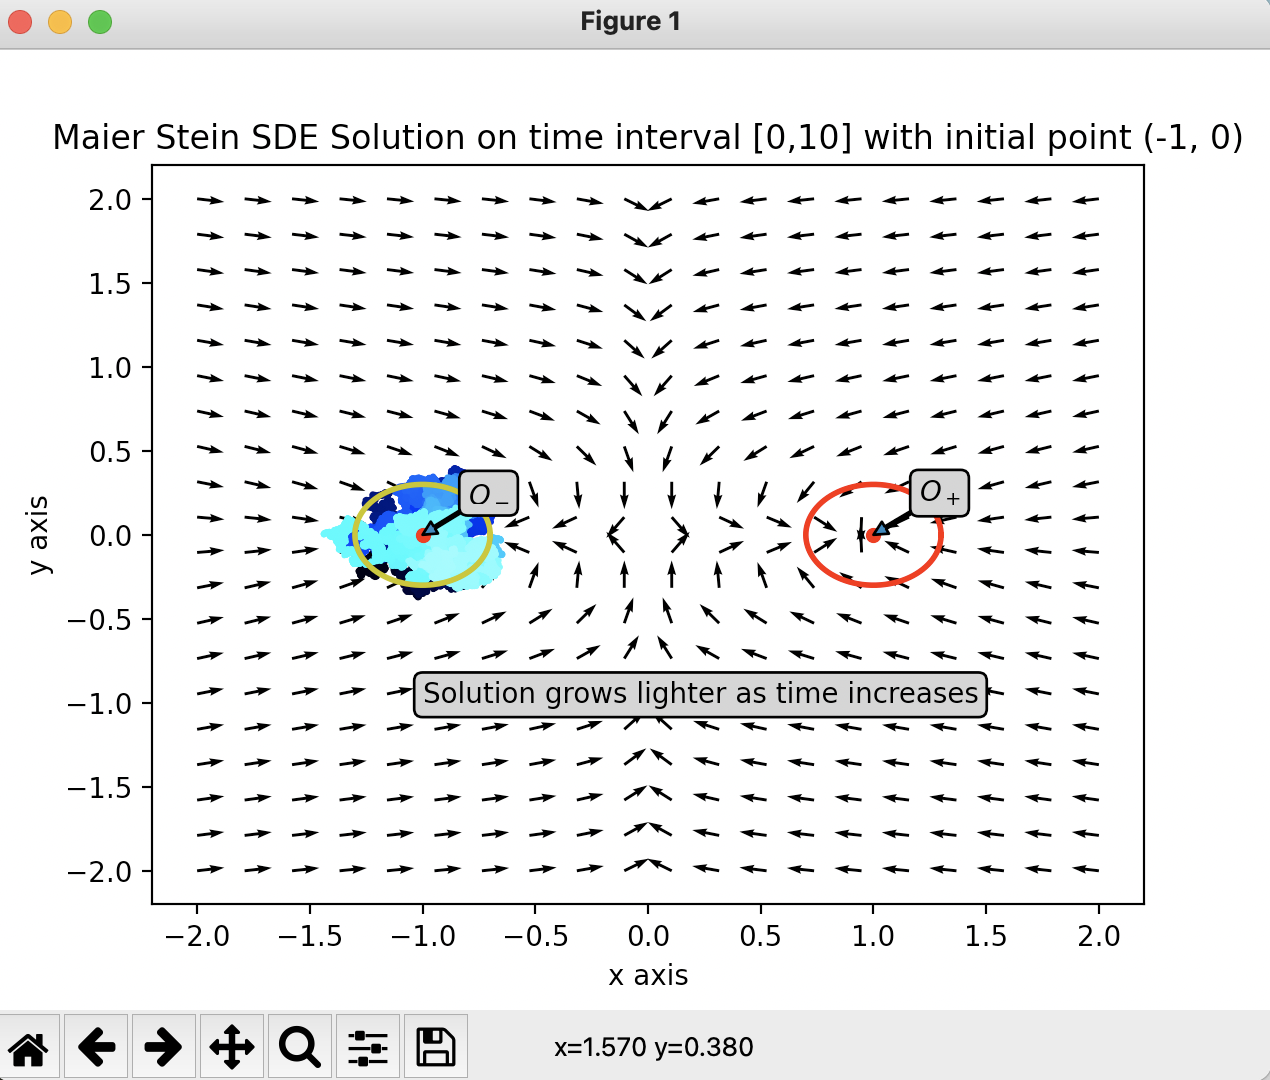 Figure 1
Maier Stein SDE Solution on time interval [0,10] with initial point (-1, 0)
2.0
1.5
1.0
0.5
0.0
−0.5
−1.0
−1.5
−2.0
y axis
O−
O+
Solution grows lighter as time increases
−2.0 −1.5 −1.0 −0.5 0.0 0.5 1.0 1.5 2.0
x axis
x=1.570 y=0.380